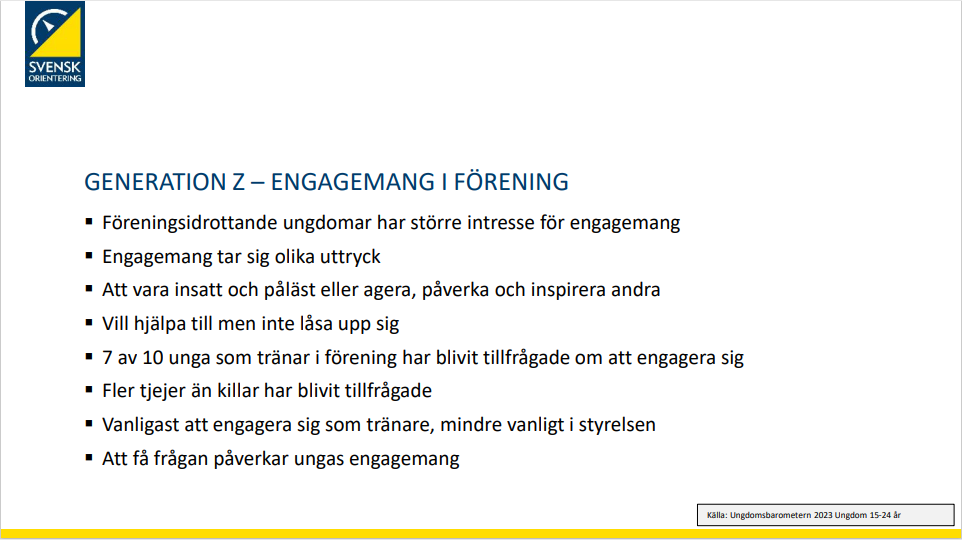 SVENSK
ORIENTERING
GENERATION Z – ENGAGEMANG I FÖRENING
▪ Föreningsidrottande ungdomar har större intresse för engagemang
▪ Engagemang tar sig olika uttryck
▪ Att vara insatt och påläst eller agera, påverka och inspirera andra
▪ Vill hjälpa till men inte låsa upp sig
▪ 7 av 10 unga som tränar i förening har blivit tillfrågade om att engagera sig
▪ Fler tjejer än killar har blivit tillfrågade
▪ Vanligast att engagera sig som tränare, mindre vanligt i styrelsen
▪ Att få frågan påverkar ungas engagemang
Källa: Ungdomsbarometern 2023 Ungdom 15-24 år